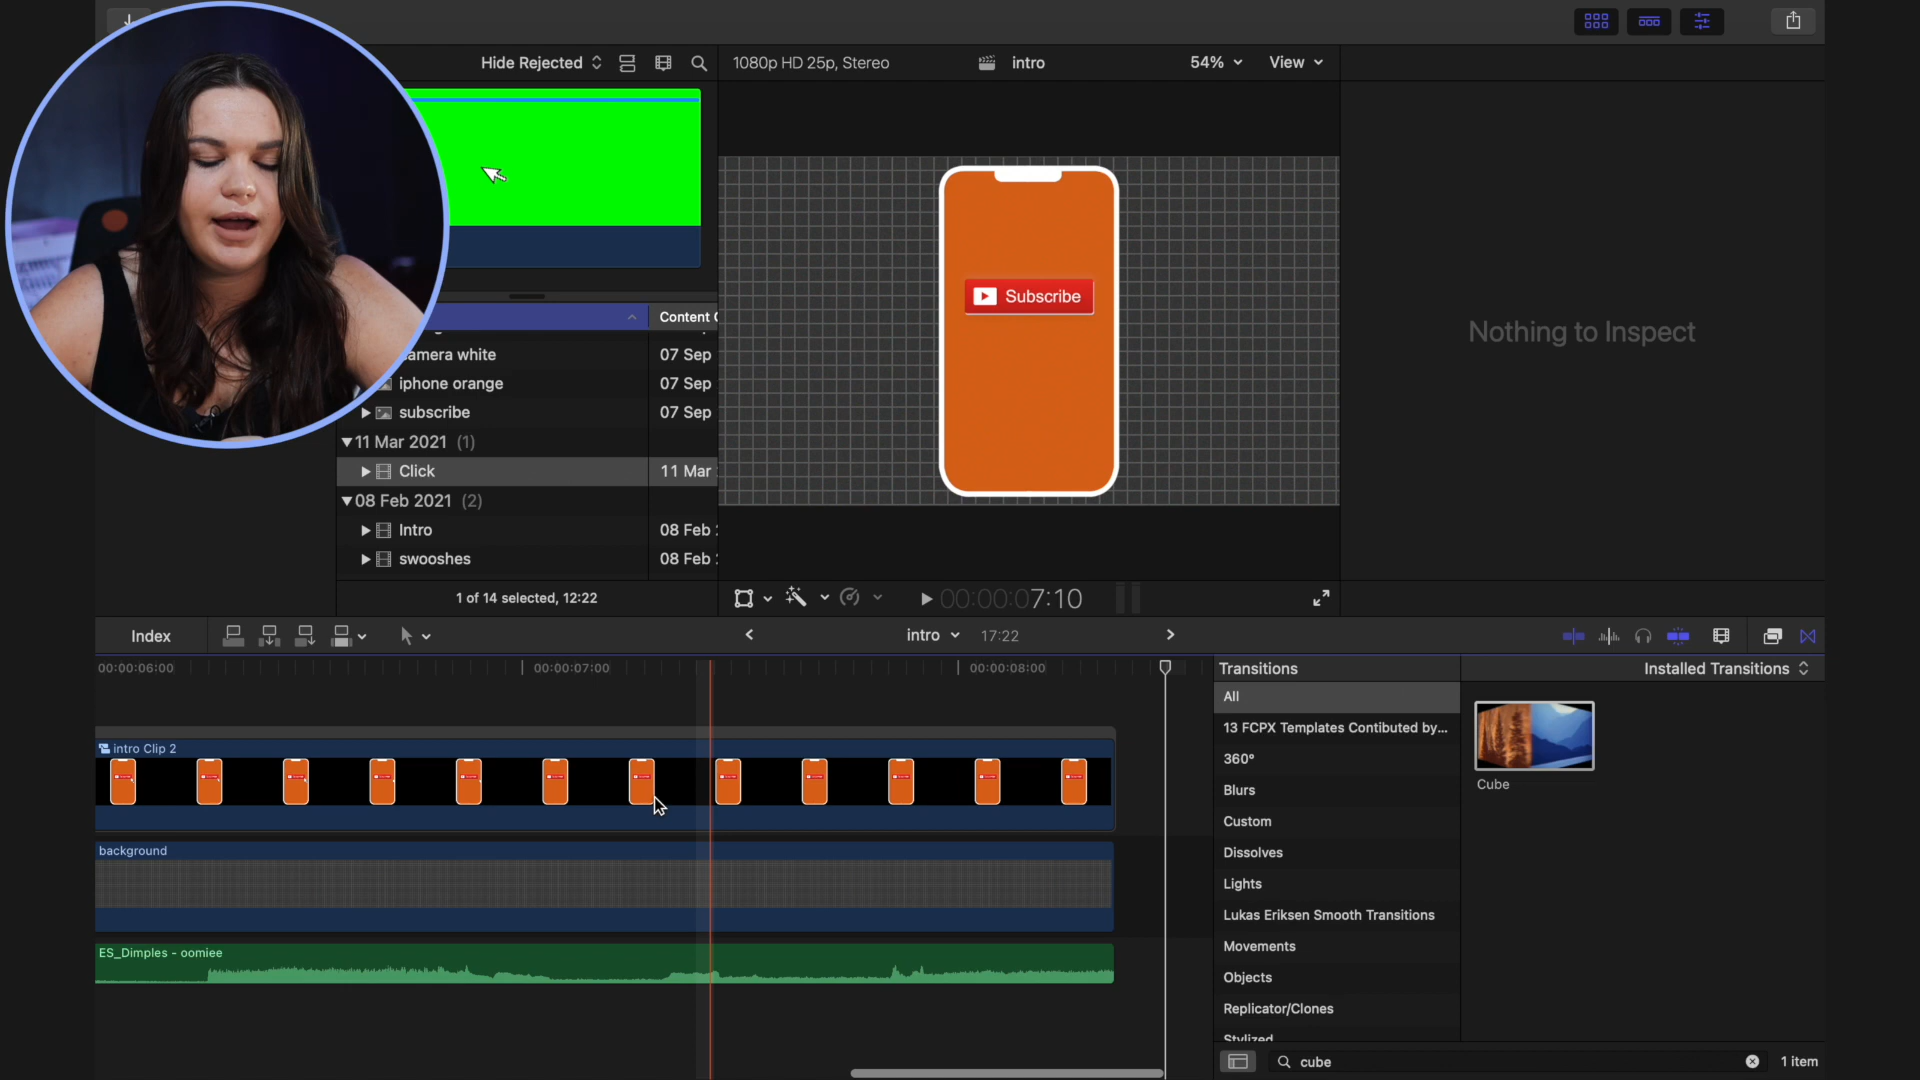 Hide Rejected
1080p HD 25p, Stereo
intro
54%
View
Subscribe
Nothing to Inspect
Content C
amera white
07 Sep
iphone orange
07 Sep
subscribe
07 Sep
11 Mar 2021 (1)
Click
11 Mar
08 Feb 2021 (2)
Intro
08 Feb
swooshes
08 Feb
1 of 14 selected, 12:22
00:00:07:10
Index
intro
17:22
00:00:06:00
00:00:07:00
00:00:08:00
Transitions
Installed Transitions
All
13 FCPX Templates Contibuted by...
360°
Blurs
Custom
Dissolves
Lights
Lukas Eriksen Smooth Transitions
Movements
Objects
Replicator/Clones
Stylized
Cube
intro Clip 2
background
ES_Dimples - oomiee
cube
1 item